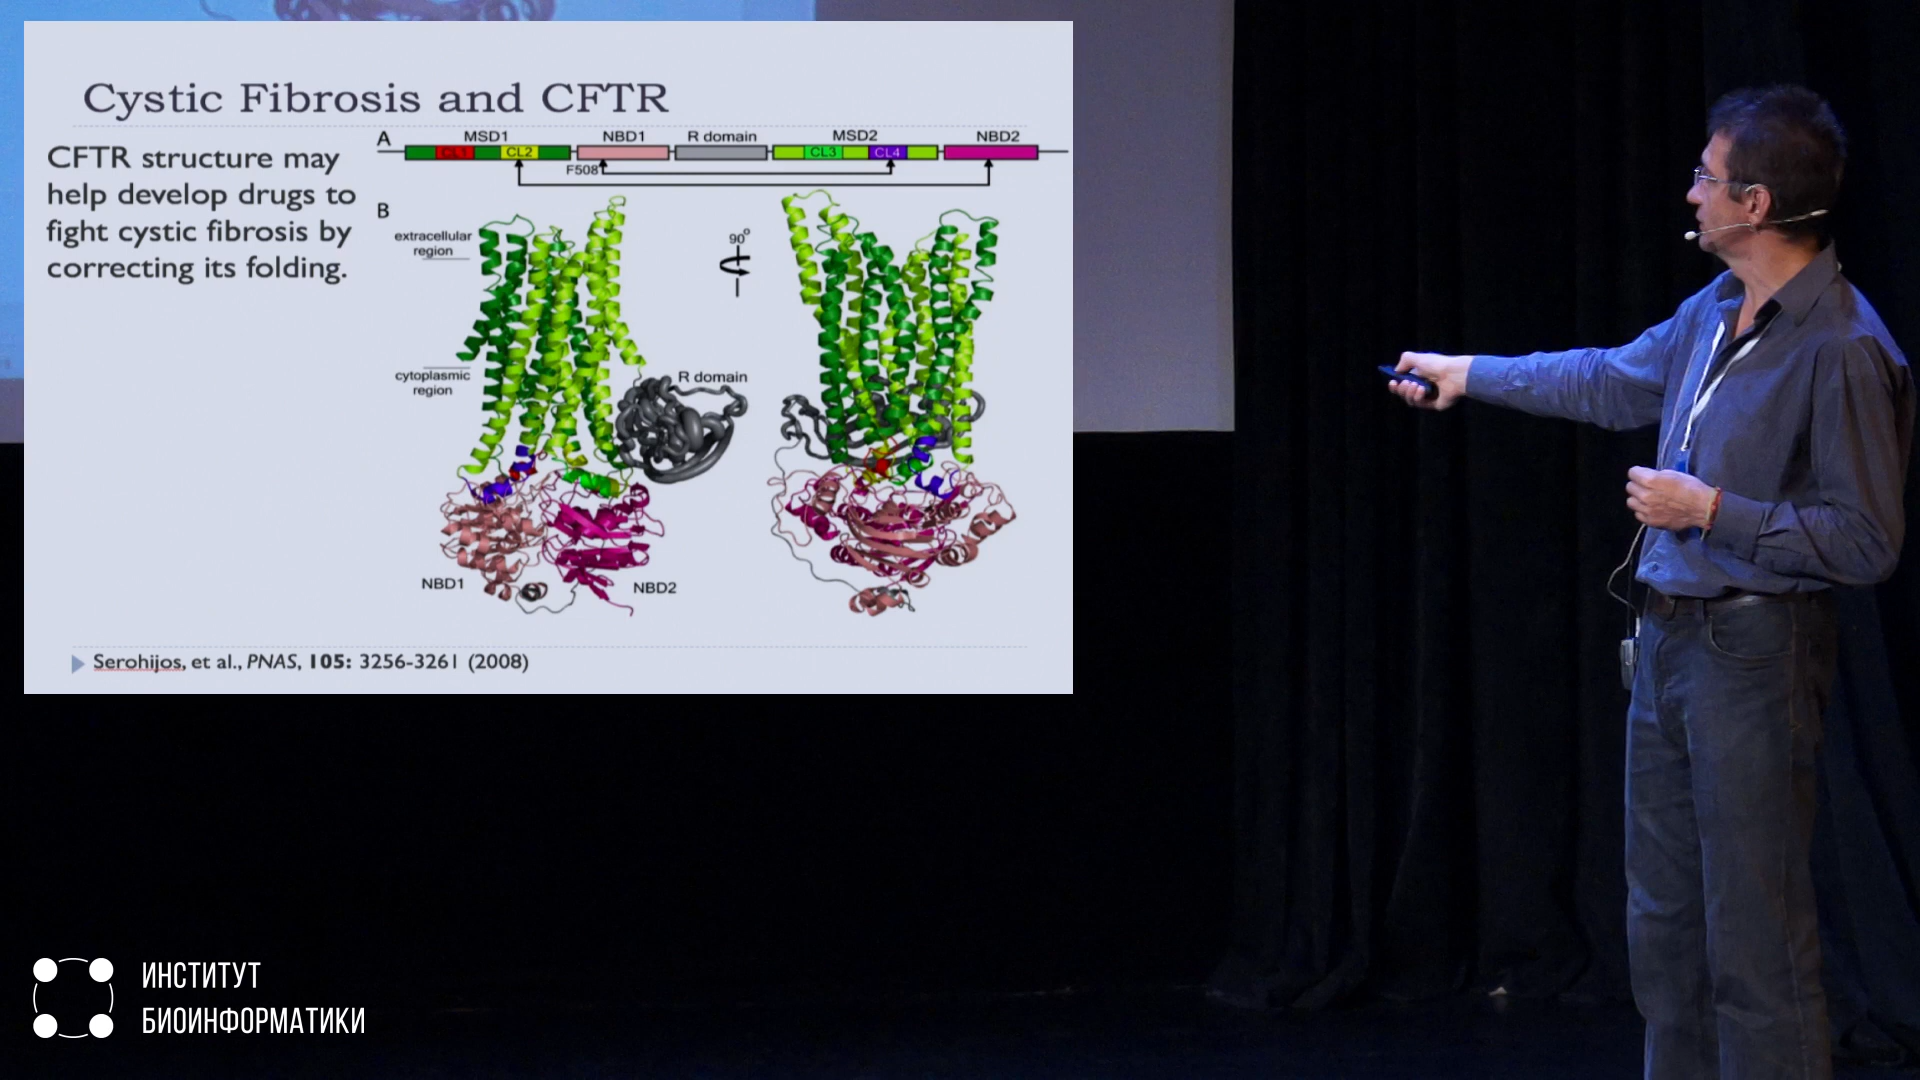 Cystic Fibrosis and CFTR
CFTR structure may
help develop drugs to
fight cystic fibrosis by
correcting its folding.
A
MSD1 NBD1 R domain MSD2 NBD2
CL1 CL2 CL3 CL4
F508
B
extracellular
region
90°
cytoplasmic
region
R domain
NBD1
NBD2
Serohijos, et al., PNAS, 105: 3256-3261 (2008)
ИНСТИТУТ
БИОИНФОРМАТИКИ